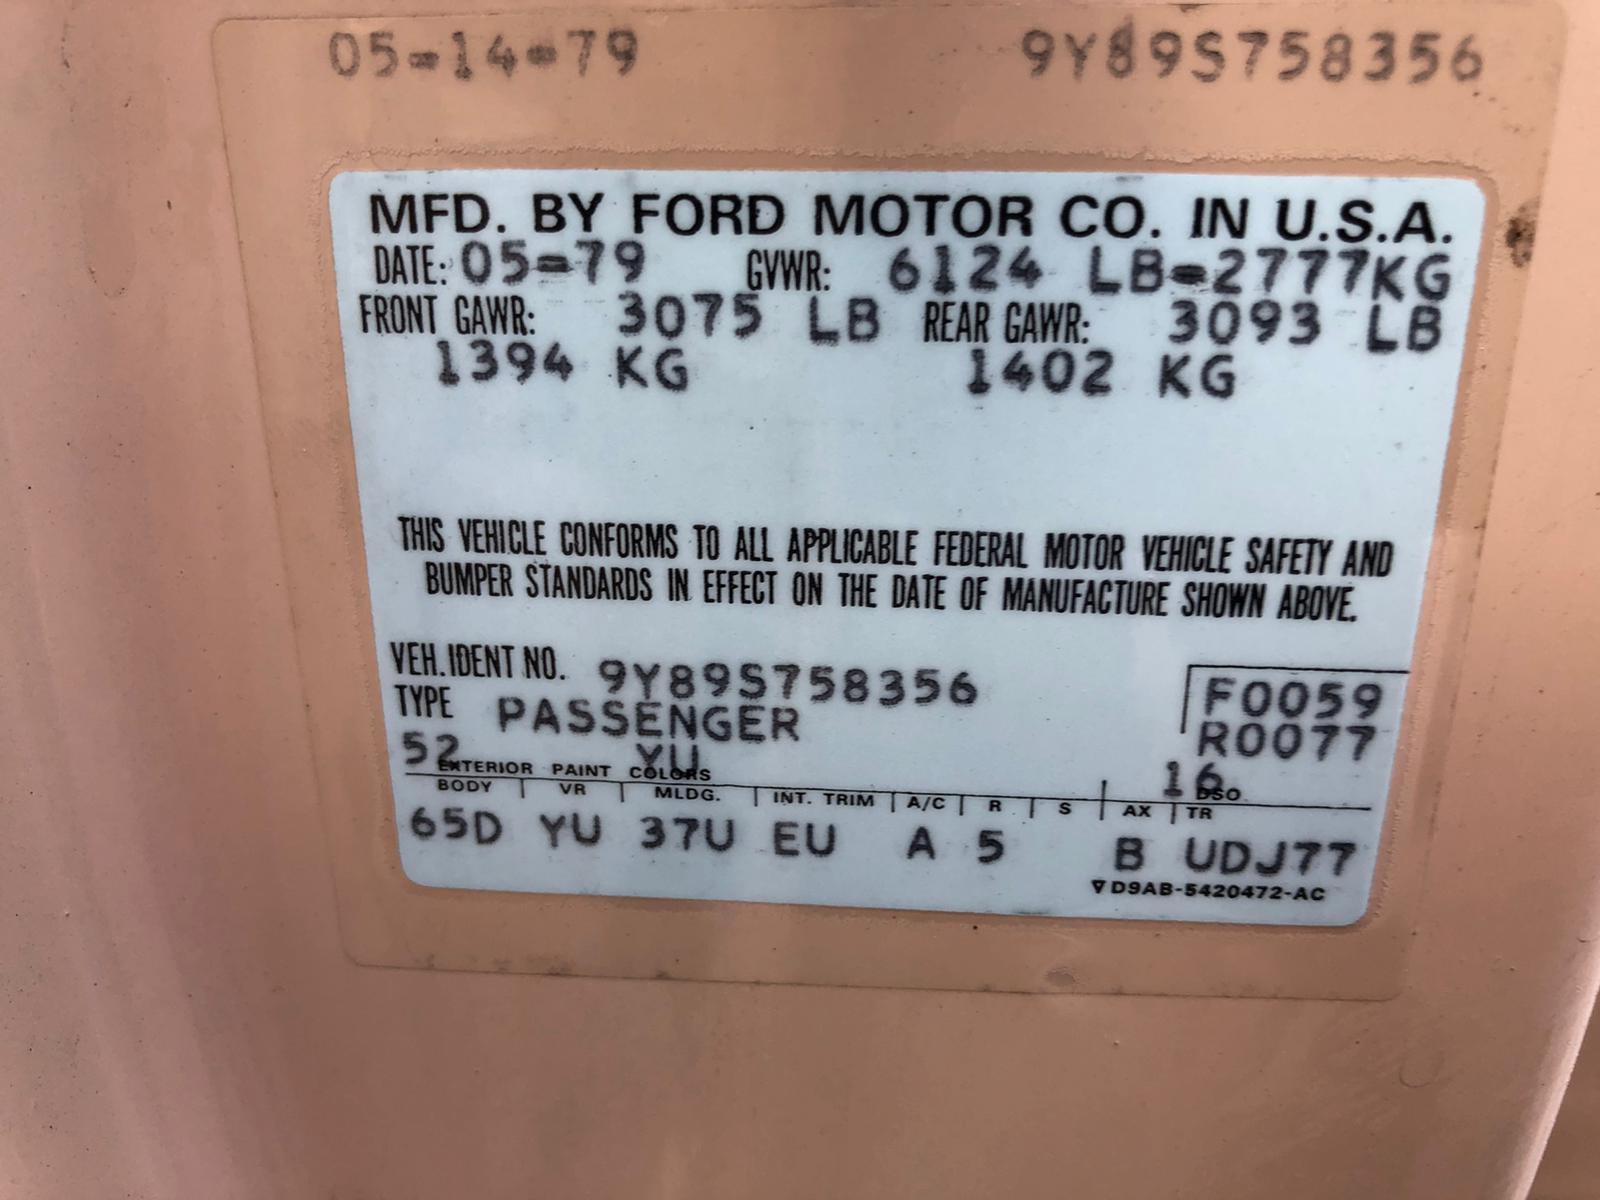 05-14-79 9Y89S758356
MFD. BY FORD MOTOR CO. IN U.S.A.
DATE: 05-79 GVWR: 6124 LB-2777KG
FRONT GAWR: 3075 LB REAR GAWR: 3093 LB
1394 KG 1402 KG
THIS VEHICLE CONFORMS TO ALL APPLICABLE FEDERAL MOTOR VEHICLE SAFETY AND
BUMPER STANDARDS IN EFFECT ON THE DATE OF MANUFACTURE SHOWN ABOVE.
VEH. IDENT NO. 9Y89S758356 F0059
TYPE PASSENGER R0077
52 YU 16
EXTERIOR PAINT COLORS DSO
BODY VR MLDG. INT. TRIM A/C R S AX TR
65D YU 37U EU A 5 B UDJ77
▽D9AB-5420472-AC